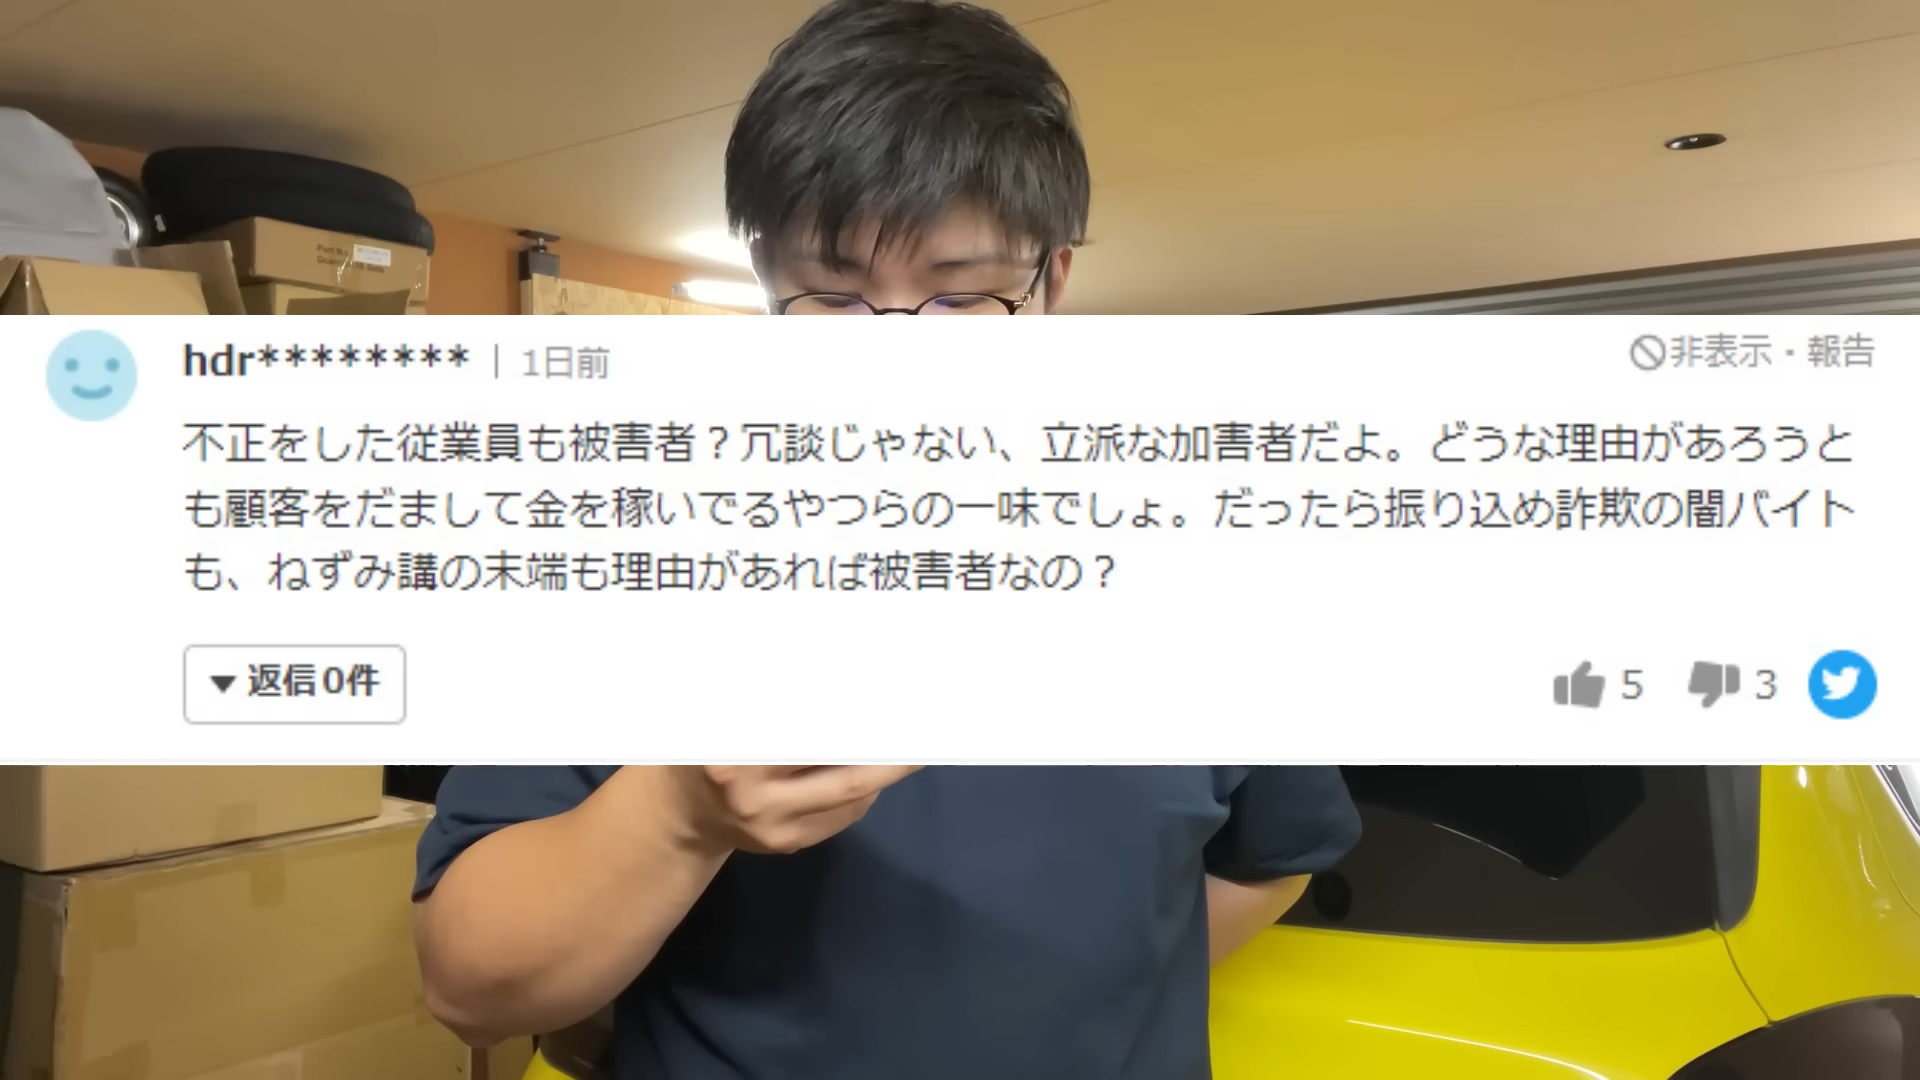 hdr******** | 1日前
非表示・報告
不正をした従業員も被害者？冗談じゃない、立派な加害者だよ。どうな理由があろうと
も顧客をだまして金を稼いでるやつらの一味でしょ。だったら振り込め詐欺の闇バイト
も、ねずみ講の末端も理由があれば被害者なの？
返信0件
5
3